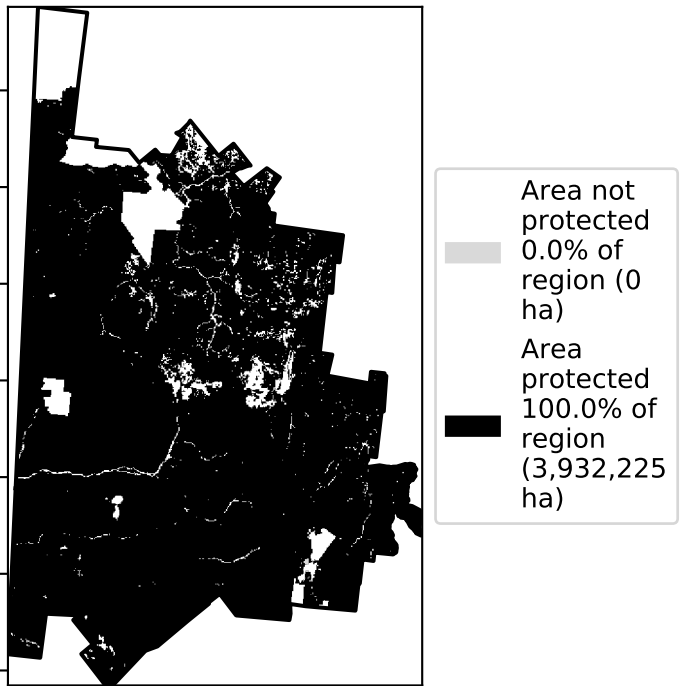 Area not
protected
0.0% of
region (0
ha)
Area
protected
100.0% of
region
(3,932,225
ha)